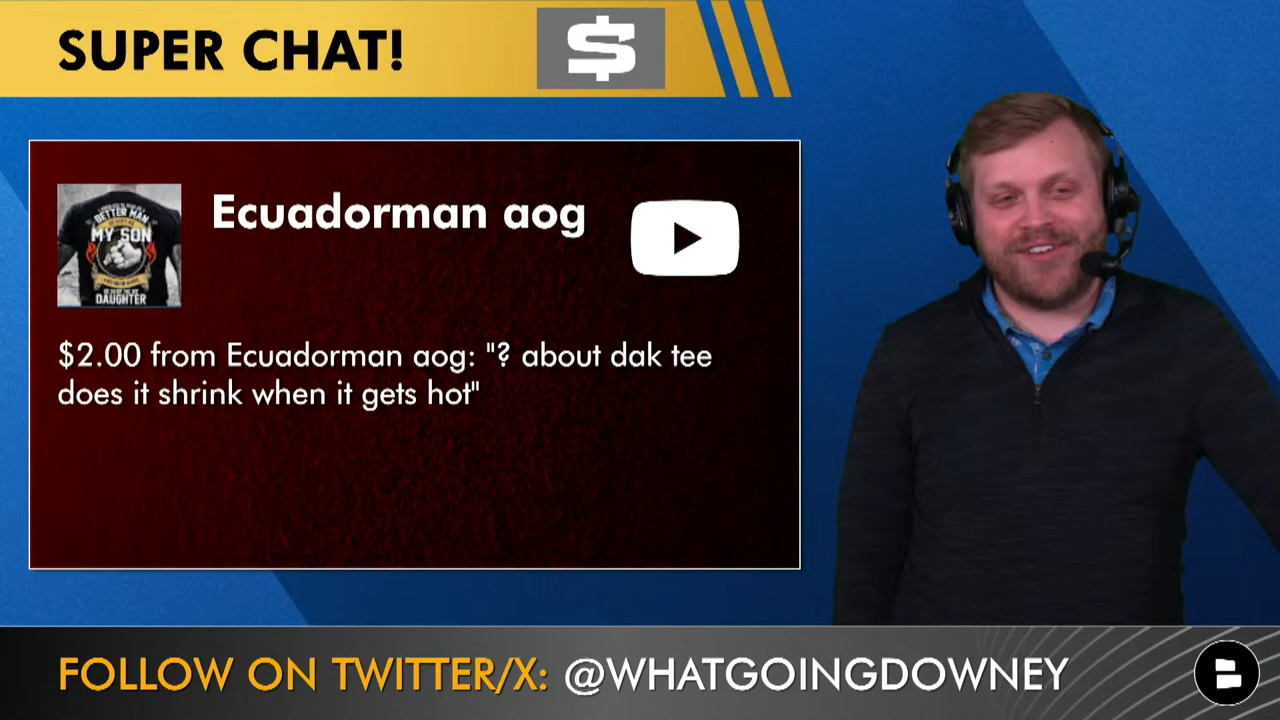 SUPER CHAT!
Ecuadorman aog
BETTER MAN
MY SON
DAUGHTER
$2.00 from Ecuadorman aog: "? about dak tee
does it shrink when it gets hot"
FOLLOW ON TWITTER/X: @WHATGOINGDOWNEY